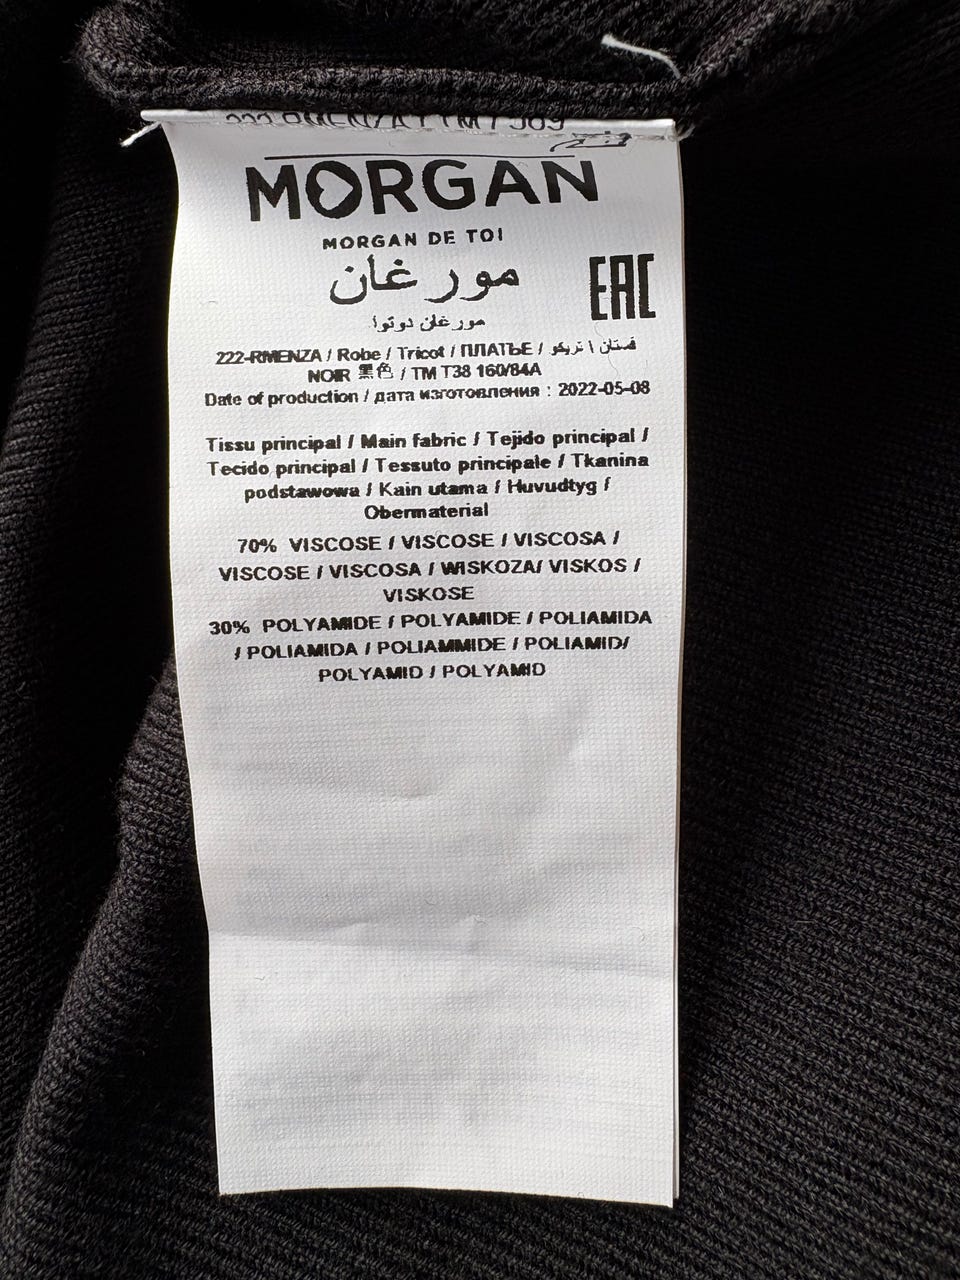 MORGAN
MORGAN DE TOI
مورغان
EAC
مورغان دوتوا
222-RMENZA / Robe / Tricot / ПЛАТЬЕ / فستان \ تريكو
NOIR 黑色 / TM T38 160/84A
Date of production / дата изготовления : 2022-05-08
Tissu principal / Main fabric / Tejido principal /
Tecido principal / Tessuto principale / Tkanina
podstawowa / Kain utama / Huvudtyg /
Obermaterial
70% VISCOSE / VISCOSE / VISCOSA /
VISCOSE / VISCOSA / WISKOZA/ VISKOS /
VISKOSE
30% POLYAMIDE / POLYAMIDE / POLIAMIDA
/ POLIAMIDA / POLIAMMIDE / POLIAMID/
POLYAMID / POLYAMID